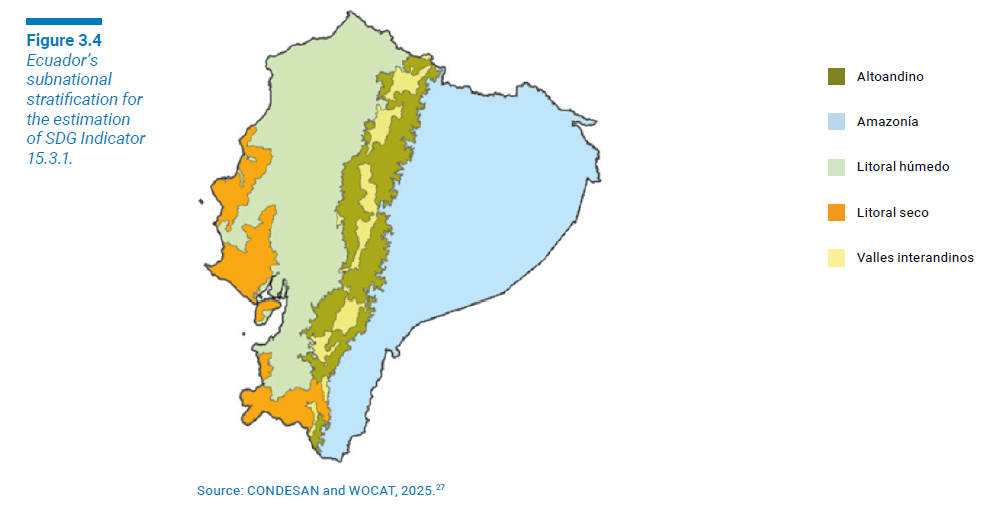 Figure 3.4
Ecuador's
subnational
stratification for
the estimation
of SDG Indicator
15.3.1.
Altoandino
Amazonía
Litoral húmedo
Litoral seco
Valles interandinos
Source: CONDESAN and WOCAT, 2025.27